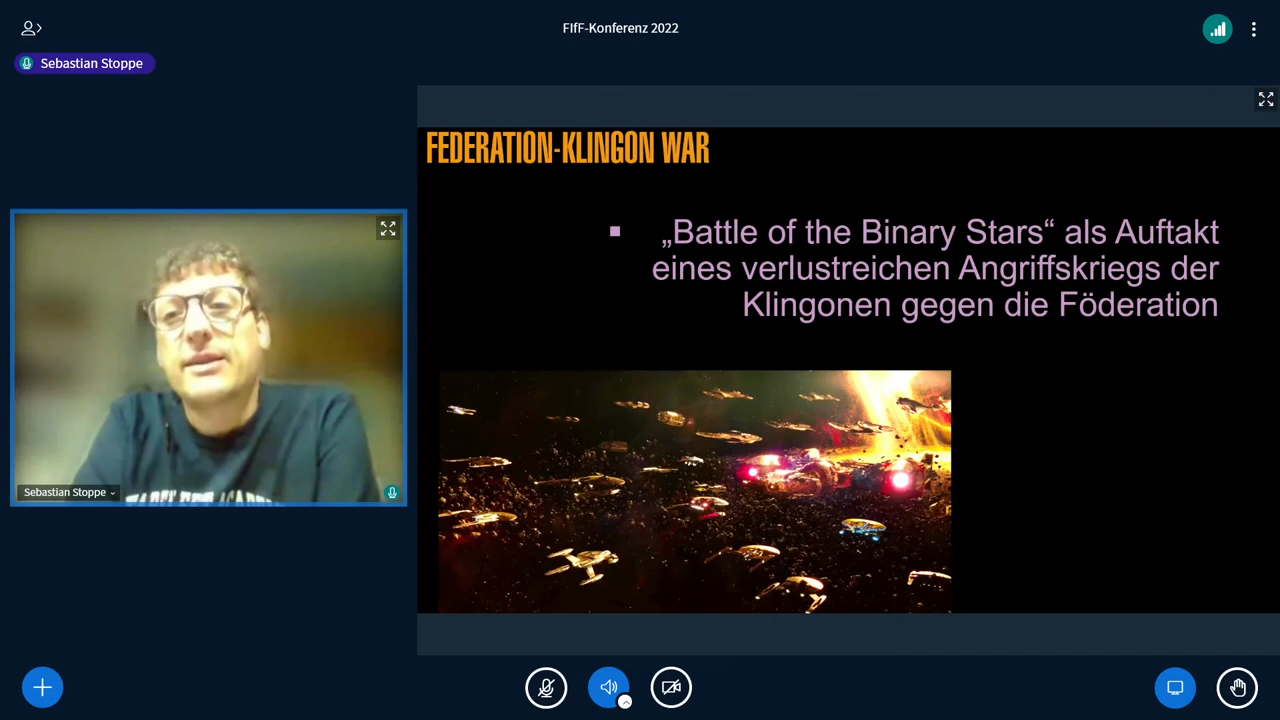 FIfF-Konferenz 2022
Sebastian Stoppe
FEDERATION-KLINGON WAR
▪ „Battle of the Binary Stars“ als Auftakt
eines verlustreichen Angriffskriegs der
Klingonen gegen die Föderation
Sebastian Stoppe